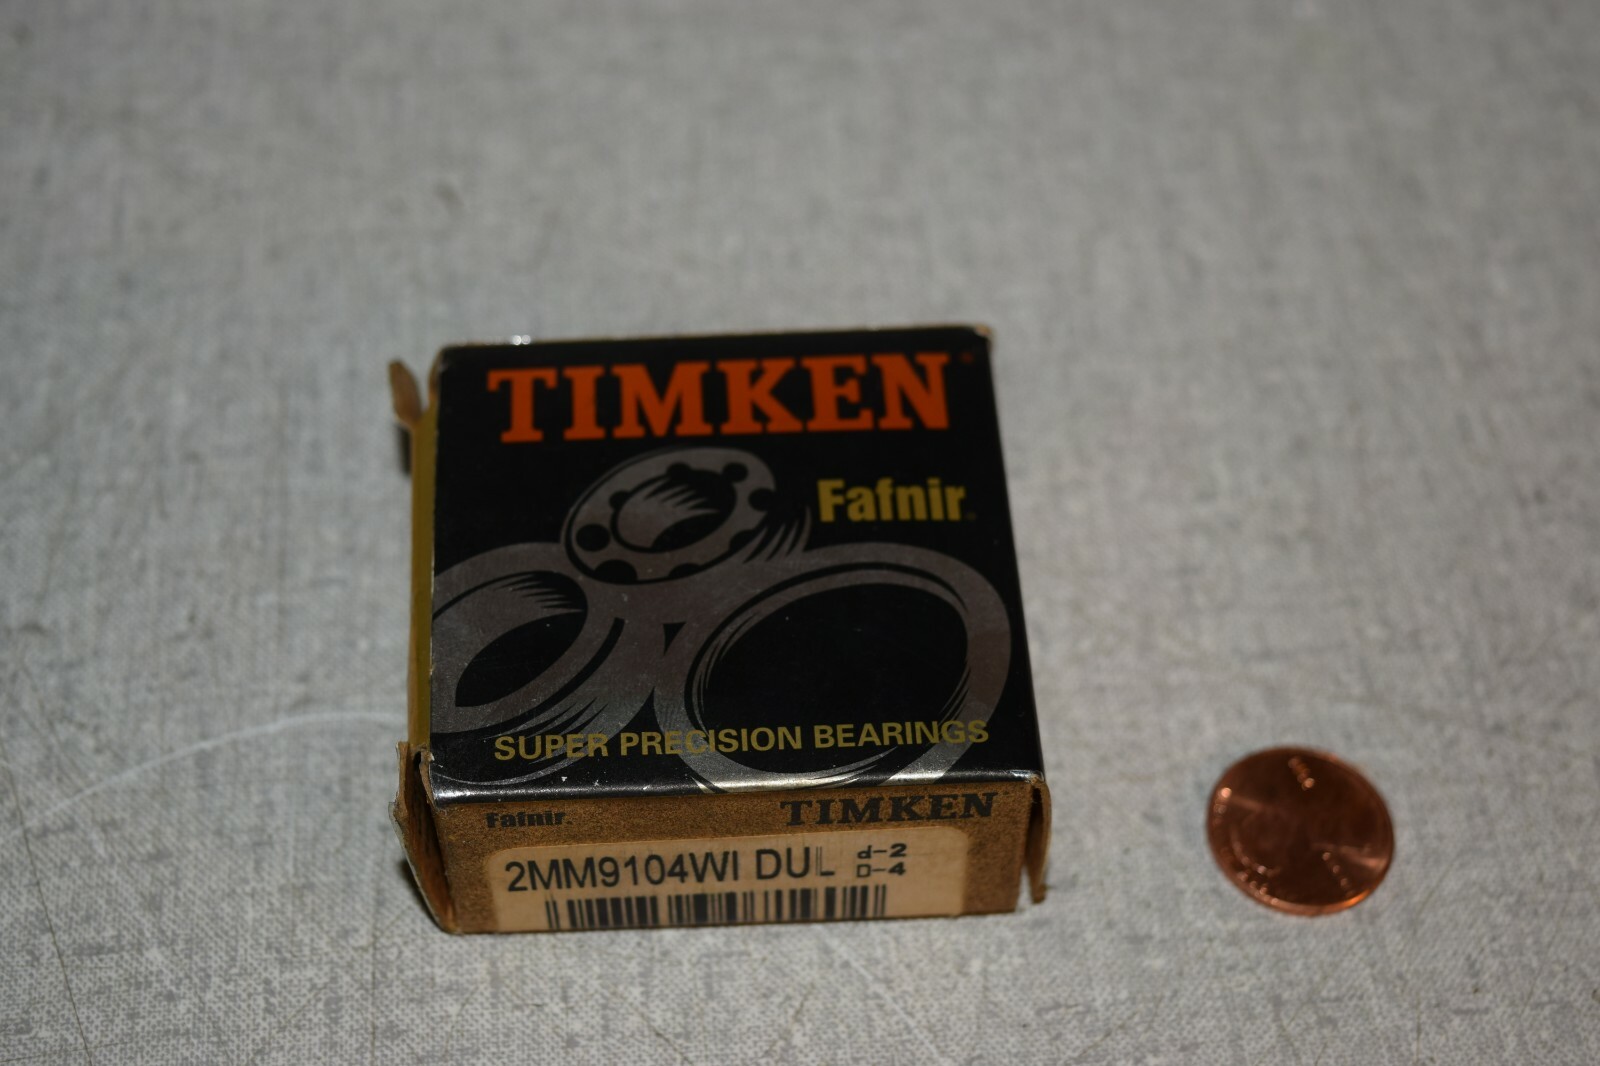 TIMKEN
Fafnir
SUPER PRECISION BEARINGS
Fafnir.
TIMKEN
2MM9104WI DUL d-2
D-4